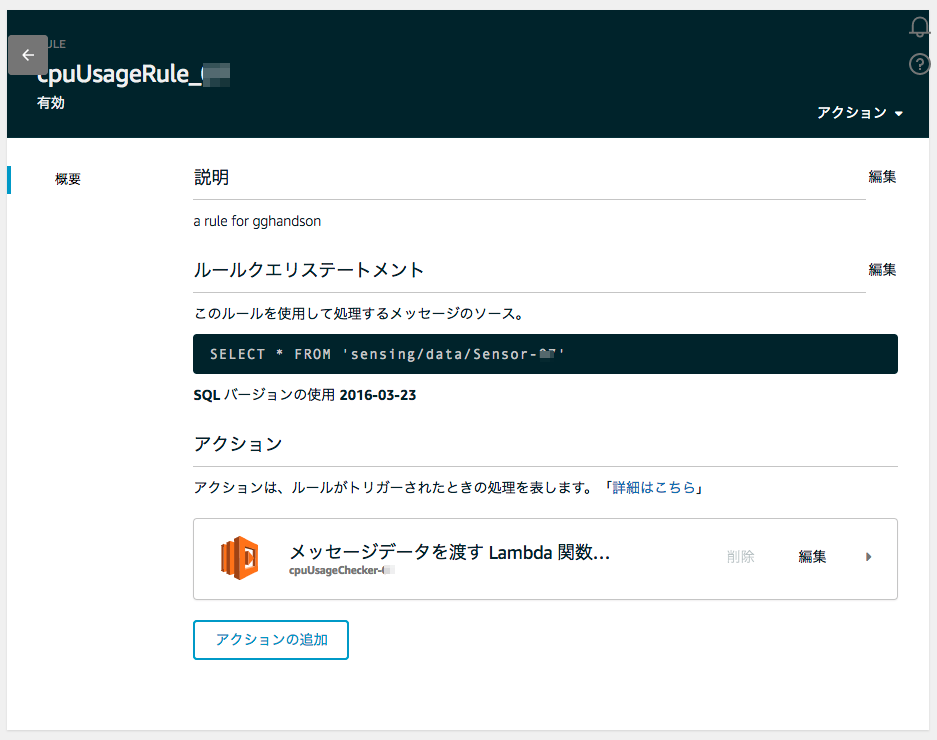 ULE
cpuUsageRule_
有効
アクション
概要
説明
編集
a rule for gghandson
ルールクエリステートメント
編集
このルールを使用して処理するメッセージのソース。
SELECT * FROM 'sensing/data/Sensor-'
SQL バージョンの使用 2016-03-23
アクション
アクションは、ルールがトリガーされたときの処理を表します。「詳細はこちら」
メッセージデータを渡す Lambda 関数...
cpuUsageChecker-
削除
編集
アクションの追加